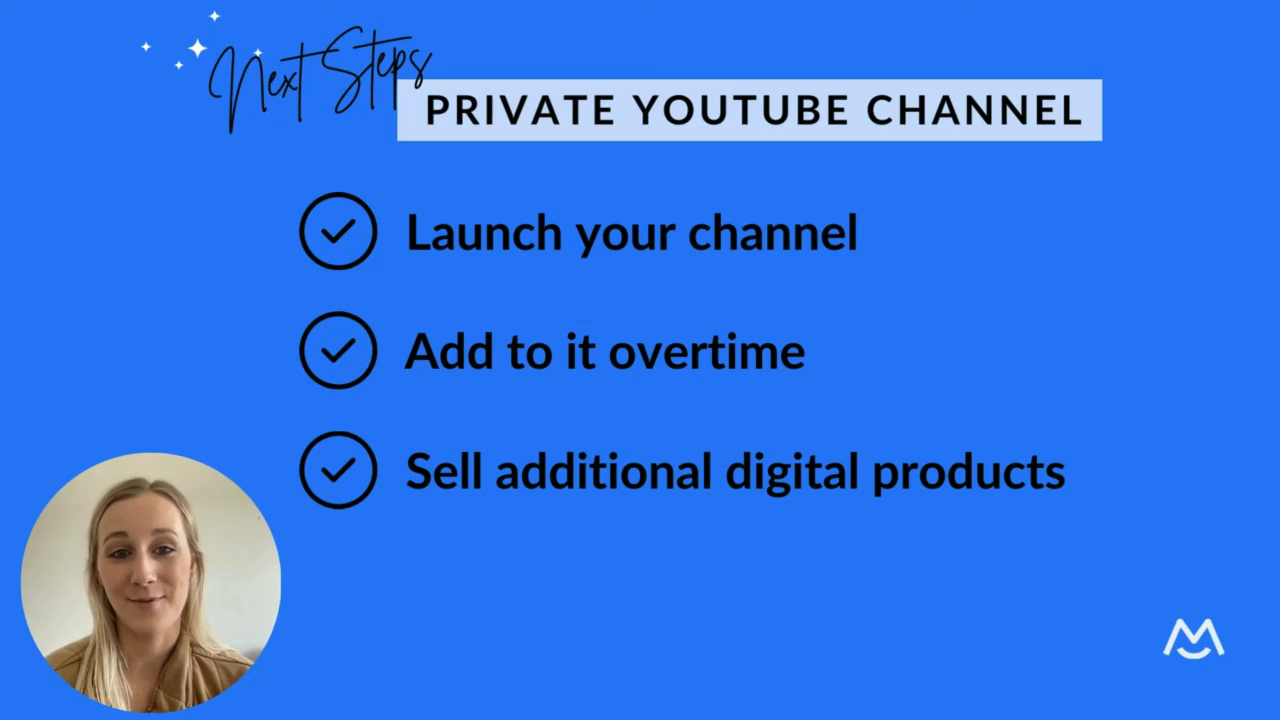 Next Steps
PRIVATE YOUTUBE CHANNEL
Launch your channel
Add to it overtime
Sell additional digital products